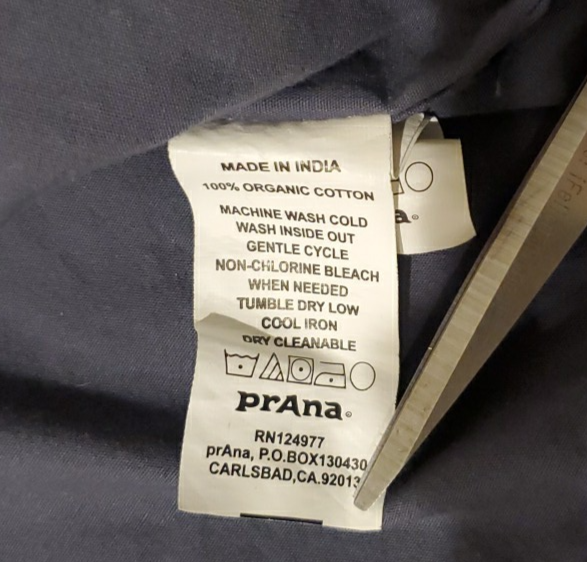 MADE IN INDIA
100% ORGANIC COTTON
MACHINE WASH COLD
WASH INSIDE OUT
GENTLE CYCLE
NON-CHLORINE BLEACH
WHEN NEEDED
TUMBLE DRY LOW
COOL IRON
DRY CLEANABLE
prAna®
RN124977
prAna, P.O.BOX130430
CARLSBAD,CA.92013
a®